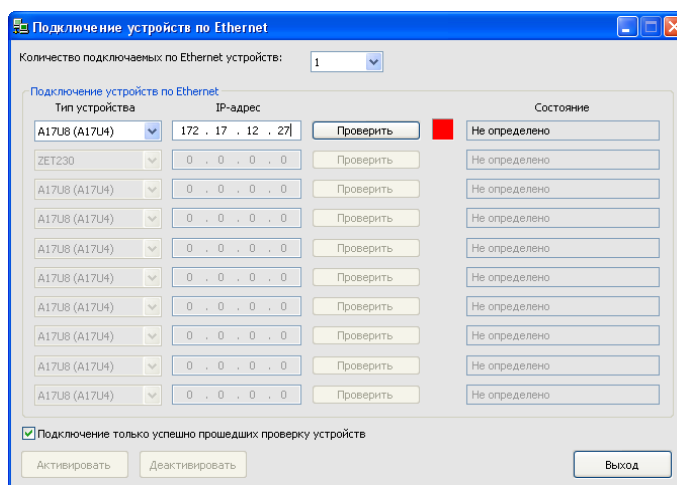 Подключение устройств по Ethernet
Количество подключаемых по Ethernet устройств: 1
Подключение устройств по Ethernet
Тип устройства IP-адрес Состояние
A17U8 (A17U4) 172 . 17 . 12 . 27 Проверить Не определено
ZET230 0 . 0 . 0 . 0 Проверить Не определено
A17U8 (A17U4) 0 . 0 . 0 . 0 Проверить Не определено
A17U8 (A17U4) 0 . 0 . 0 . 0 Проверить Не определено
A17U8 (A17U4) 0 . 0 . 0 . 0 Проверить Не определено
A17U8 (A17U4) 0 . 0 . 0 . 0 Проверить Не определено
A17U8 (A17U4) 0 . 0 . 0 . 0 Проверить Не определено
A17U8 (A17U4) 0 . 0 . 0 . 0 Проверить Не определено
A17U8 (A17U4) 0 . 0 . 0 . 0 Проверить Не определено
A17U8 (A17U4) 0 . 0 . 0 . 0 Проверить Не определено
Подключение только успешно прошедших проверку устройств
Активировать Деактивировать Выход